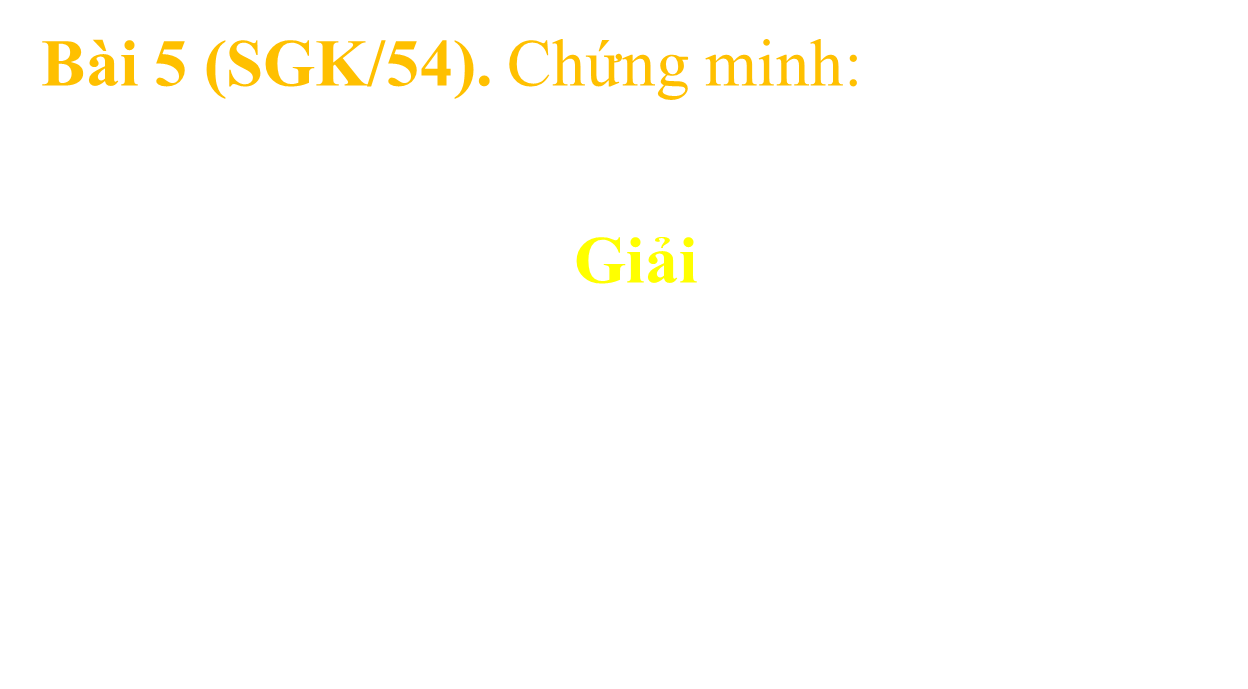 Bài 5 (SGK/54). Chứng minh:
Giải